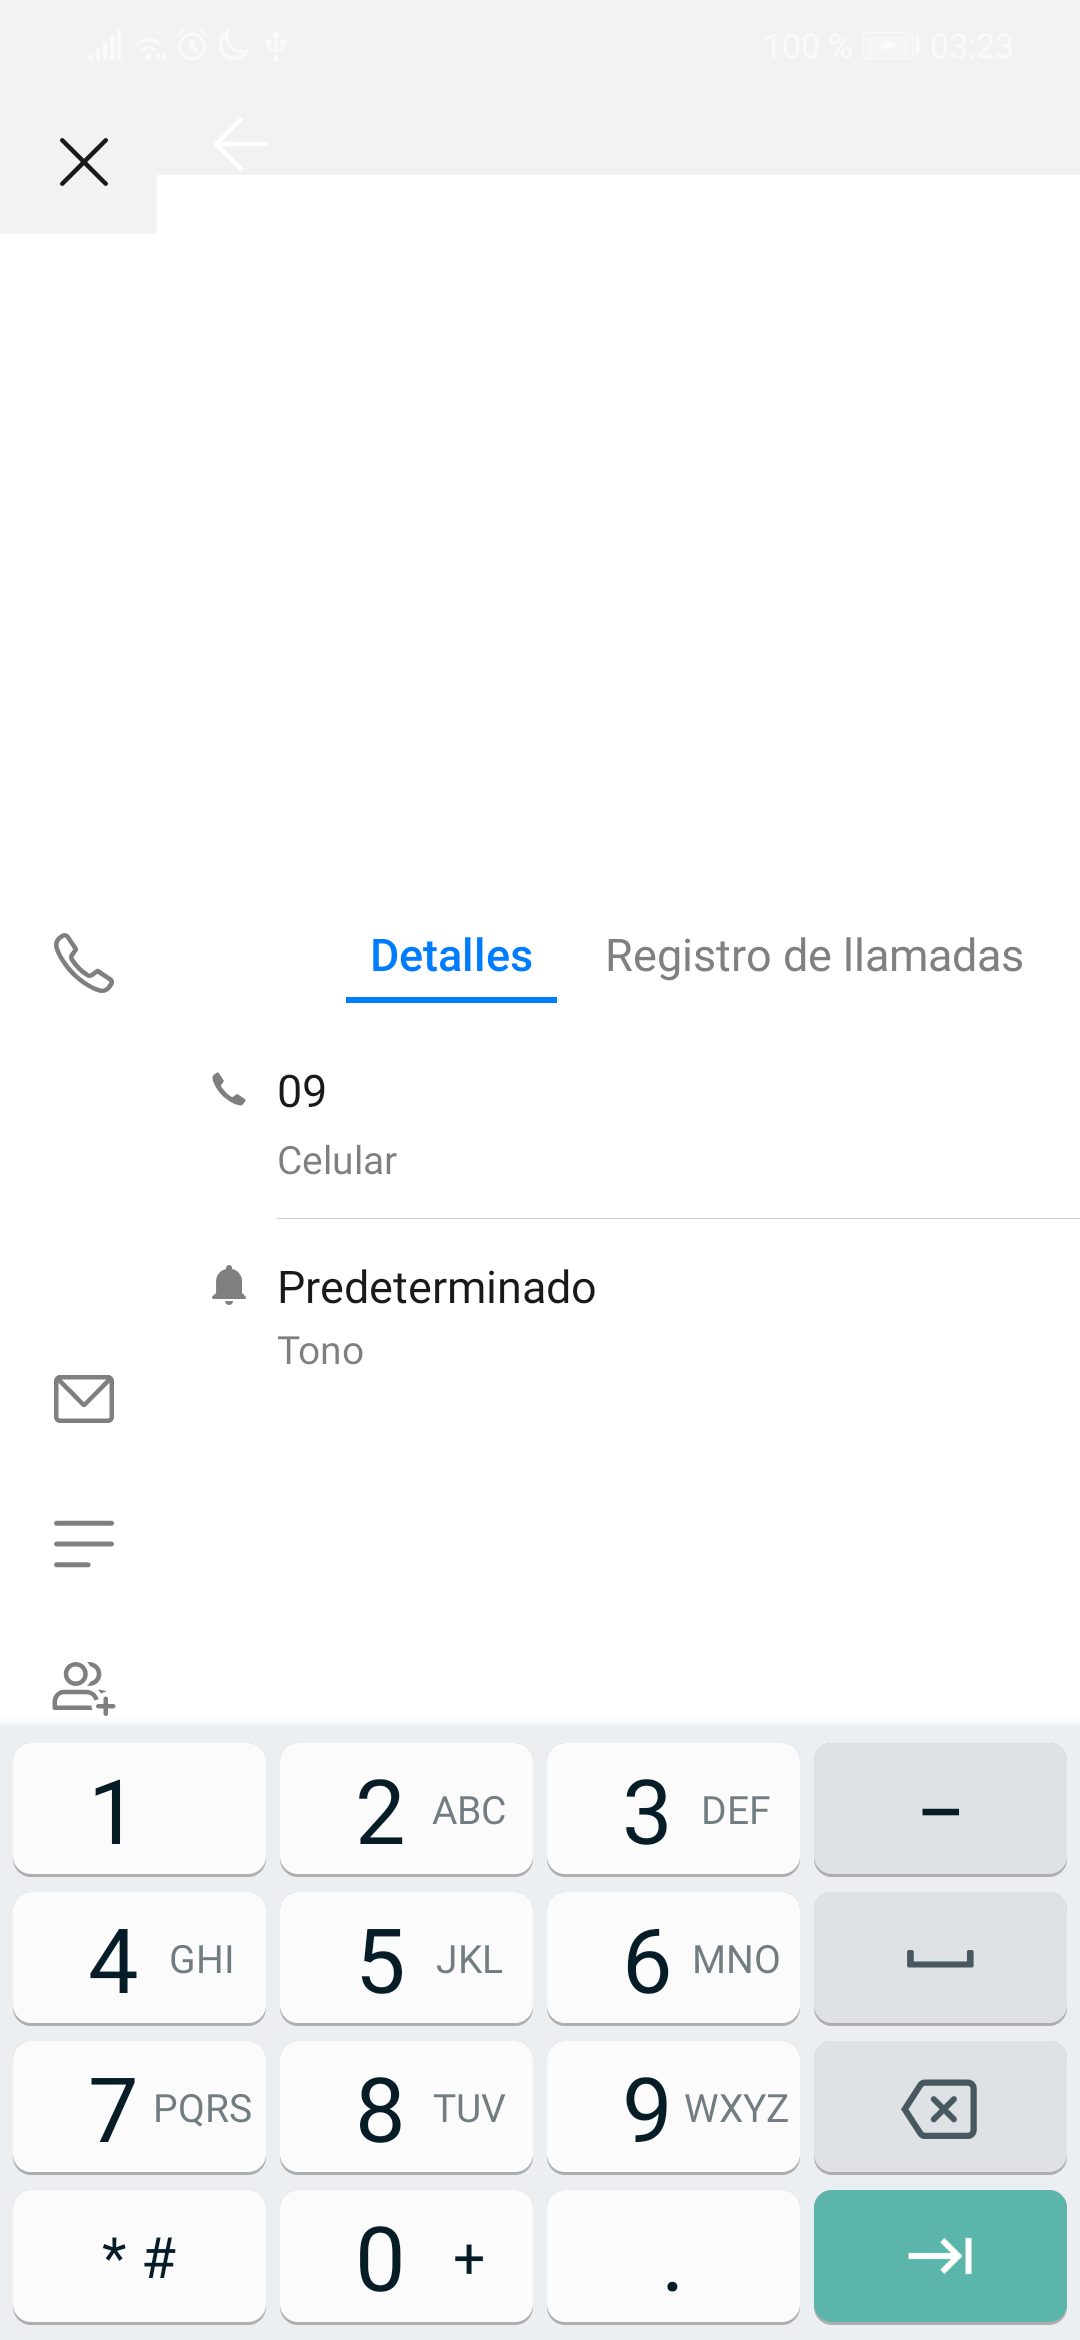 100 % 03:23
Detalles Registro de llamadas
09
Celular
Predeterminado
Tono
1 2 ABC 3 DEF –
4 GHI 5 JKL 6 MNO
7 PQRS 8 TUV 9 WXYZ
* # 0 + .